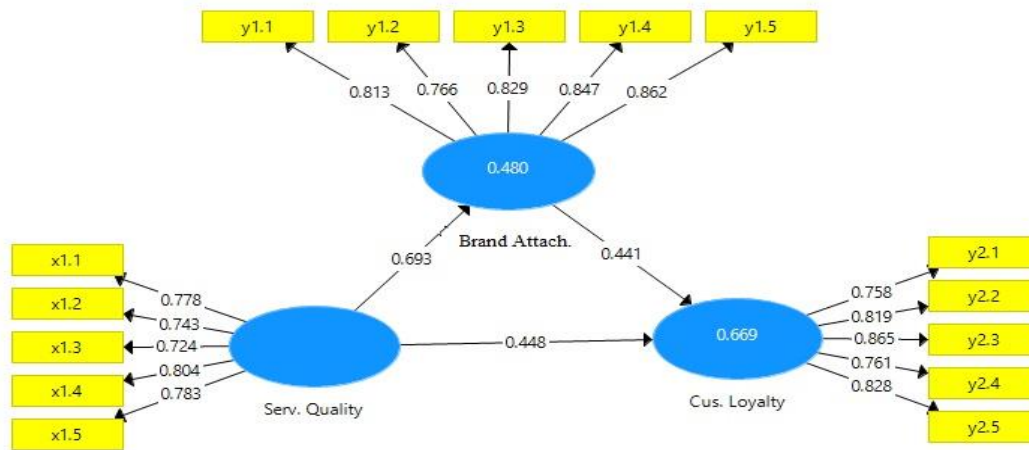 y1.1 y1.2 y1.3 y1.4 y1.5
0.813 0.766 0.829 0.847 0.862
0.480
Brand Attach.
0.693 0.441
x1.1
x1.2
x1.3
x1.4
x1.5
0.778
0.743
0.724
0.804
0.783
Serv. Quality
0.448
0.669
Cus. Loyalty
0.758
0.819
0.865
0.761
0.828
y2.1
y2.2
y2.3
y2.4
y2.5